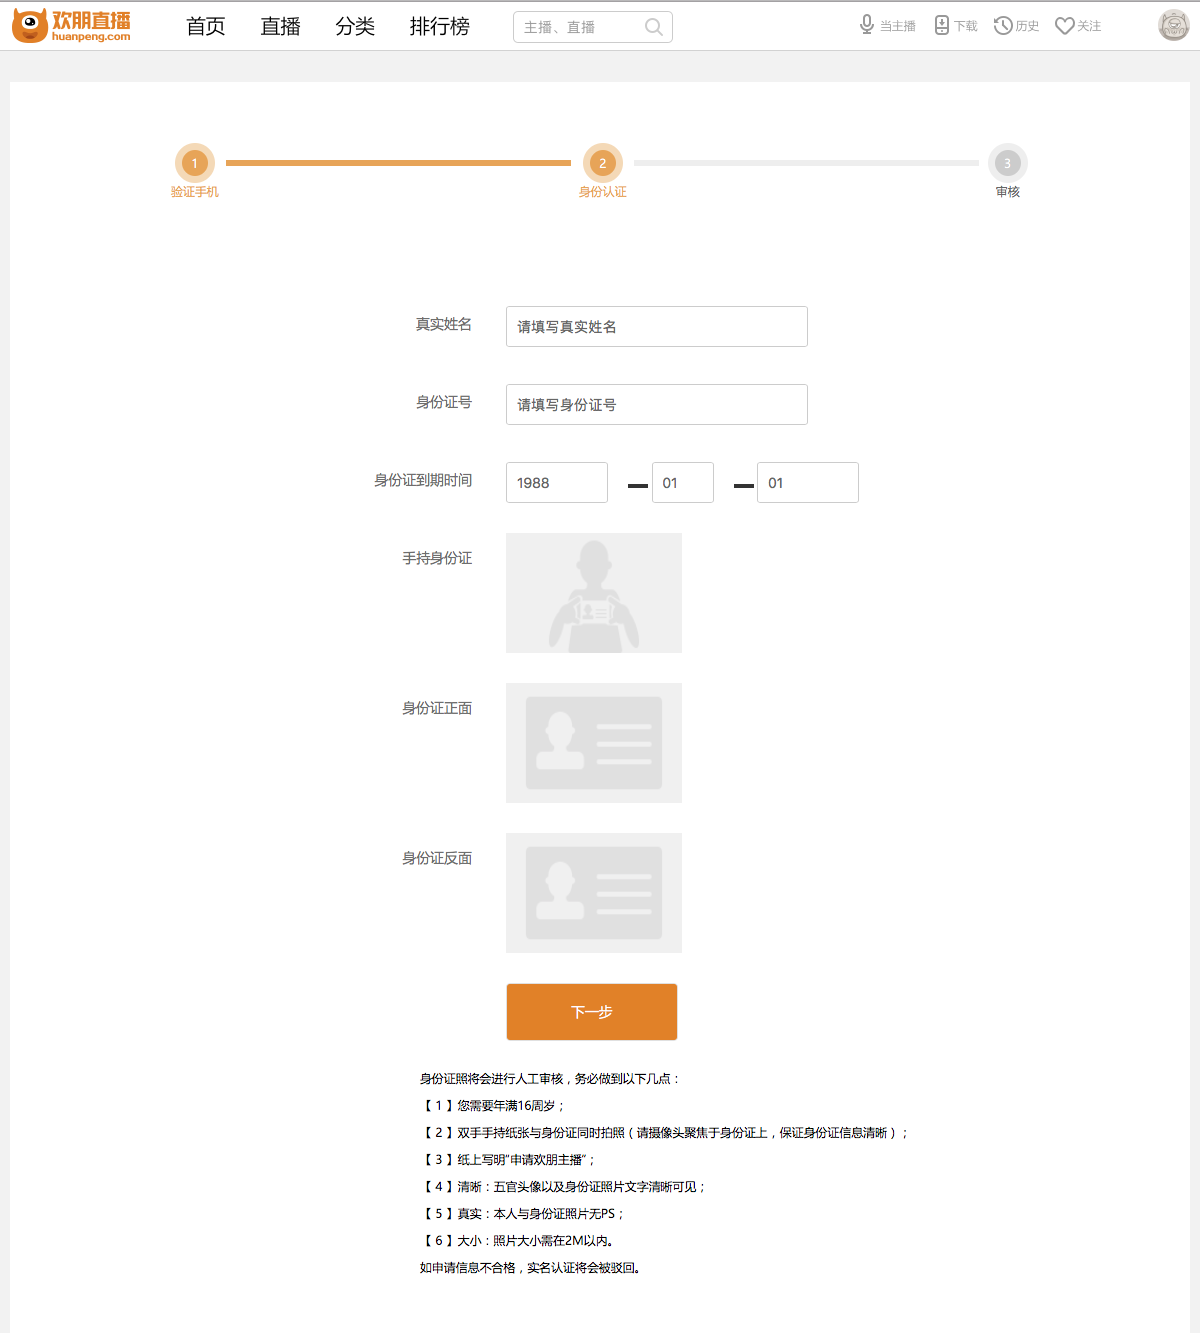 欢朋直播
huanpeng.com
首页 直播 分类 排行榜
主播、直播
当主播 下载 历史 关注
1 2 3
验证手机 身份认证 审核
真实姓名 请填写真实姓名
身份证号 请填写身份证号
身份证到期时间 1988 01 01
手持身份证
身份证正面
身份证反面
下一步
身份证照将会进行人工审核，务必做到以下几点：
【 1 】您需要年满16周岁；
【 2 】双手手持纸张与身份证同时拍照（请摄像头聚焦于身份证上，保证身份证信息清晰）；
【 3 】纸上写明“申请欢朋主播”；
【 4 】清晰：五官头像以及身份证照片文字清晰可见；
【 5 】真实：本人与身份证照片无PS；
【 6 】大小：照片大小需在2M以内。
如申请信息不合格，实名认证将会被驳回。